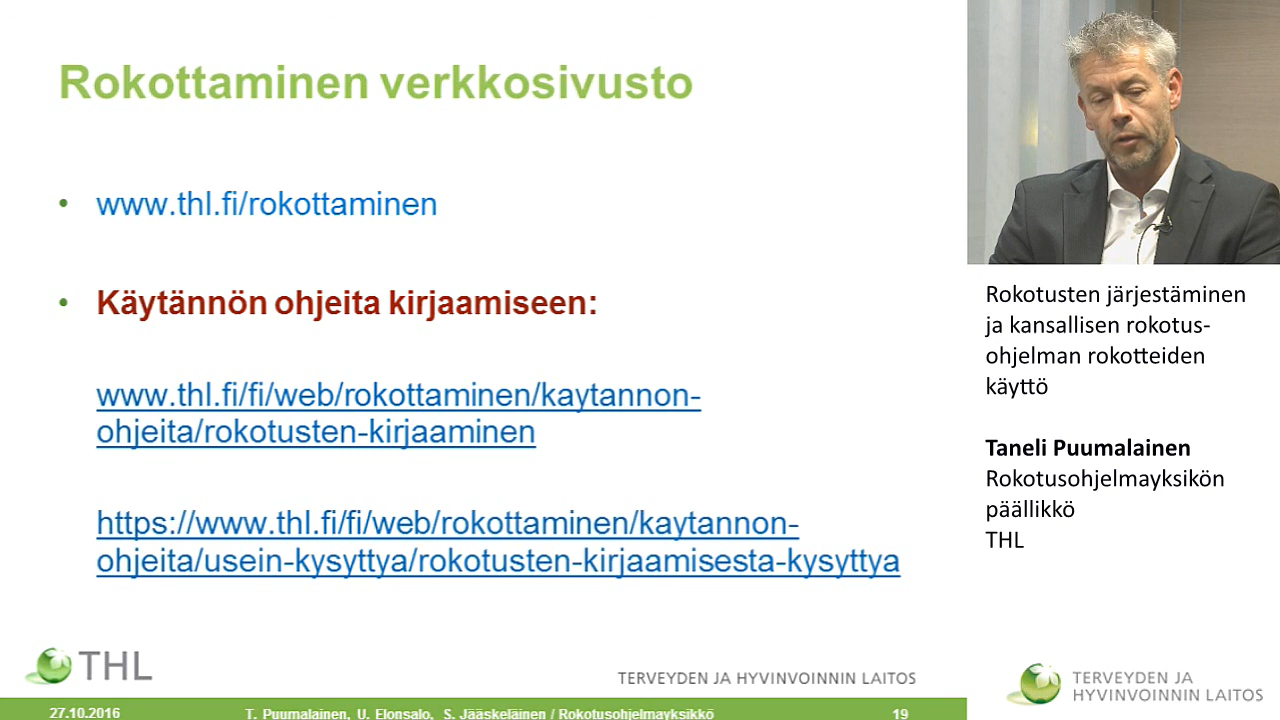 Rokottaminen verkkosivusto
• www.thl.fi/rokottaminen
• Käytännön ohjeita kirjaamiseen:
www.thl.fi/fi/web/rokottaminen/kaytannon-
ohjeita/rokotusten-kirjaaminen
https://www.thl.fi/fi/web/rokottaminen/kaytannon-
ohjeita/usein-kysyttya/rokotusten-kirjaamisesta-kysyttya
THL
TERVEYDEN JA HYVINVOINNIN LAITOS
27.10.2016
T. Puumalainen, U. Elonsalo, S. Jääskeläinen / Rokotusohjelmayksikkö
19
Rokotusten järjestäminen
ja kansallisen rokotus-
ohjelman rokotteiden
käyttö
Taneli Puumalainen
Rokotusohjelmayksikön
päällikkö
THL
TERVEYDEN JA
HYVINVOINNIN LAITOS